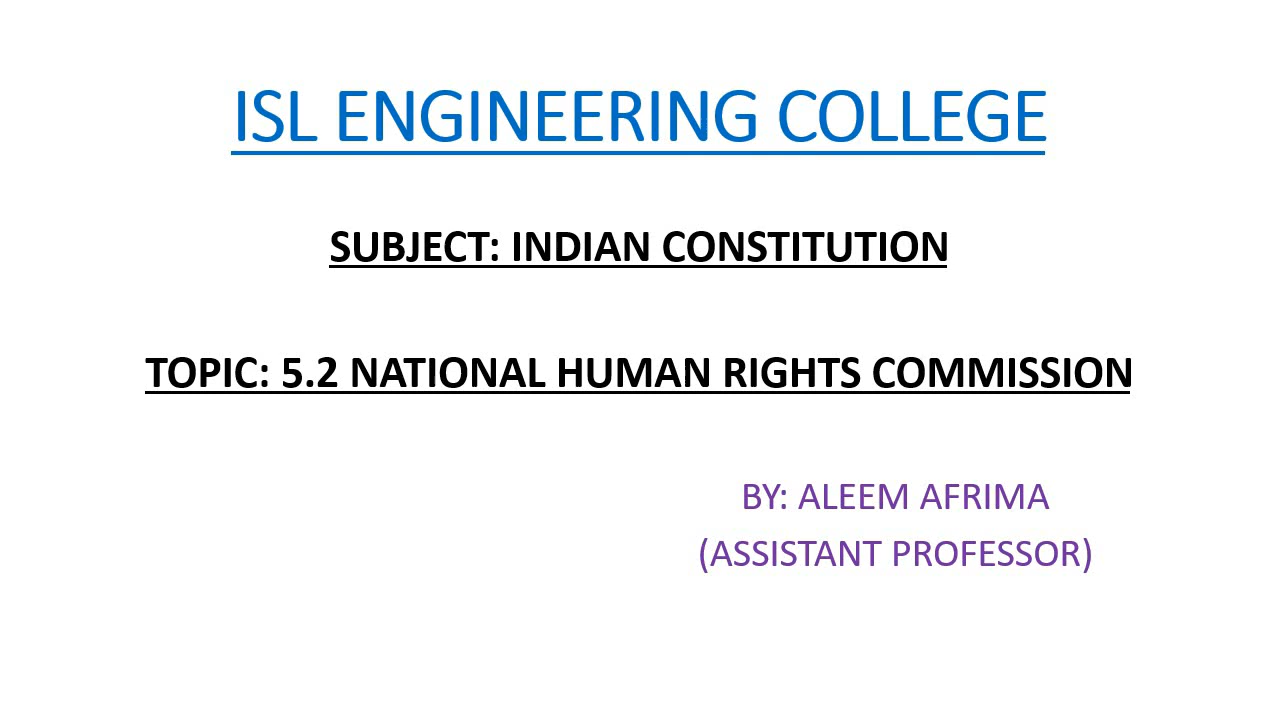 ISL ENGINEERING COLLEGE
SUBJECT: INDIAN CONSTITUTION
TOPIC: 5.2 NATIONAL HUMAN RIGHTS COMMISSION
BY: ALEEM AFRIMA
(ASSISTANT PROFESSOR)